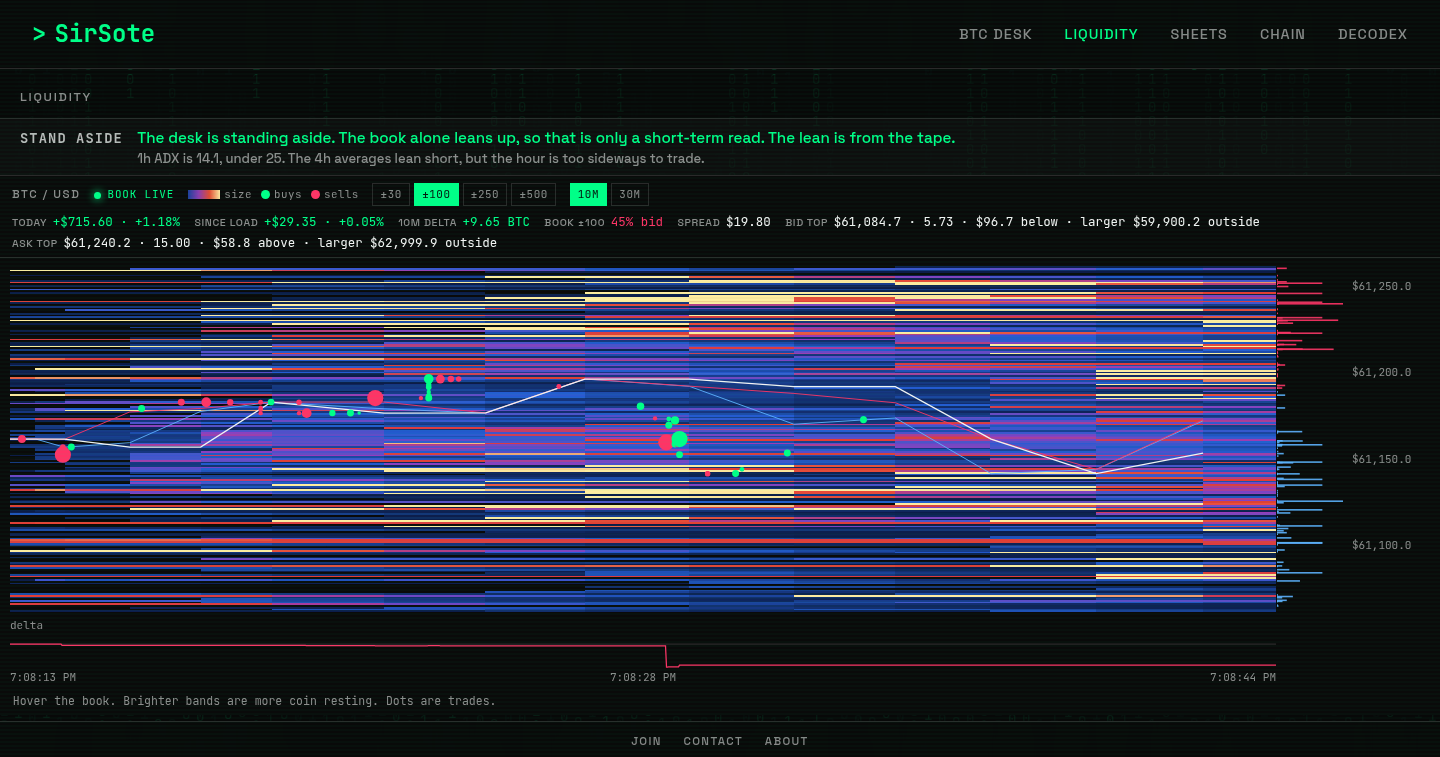 > SirSote
BTC DESK LIQUIDITY SHEETS CHAIN DECODEX
LIQUIDITY
STAND ASIDE The desk is standing aside. The book alone leans up, so that is only a short-term read. The lean is from the tape.
1h ADX is 14.1, under 25. The 4h averages lean short, but the hour is too sideways to trade.
BTC / USD BOOK LIVE size buys sells ±30 ±100 ±250 ±500 10M 30M
TODAY +$715.60 · +1.18% SINCE LOAD +$29.35 · +0.05% 10M DELTA +9.65 BTC BOOK ±100 45% bid SPREAD $19.80 BID TOP $61,084.7 · 5.73 · $96.7 below · larger $59,900.2 outside
ASK TOP $61,240.2 · 15.00 · $58.8 above · larger $62,999.9 outside
$61,250.0
$61,200.0
$61,150.0
$61,100.0
delta
7:08:13 PM 7:08:28 PM 7:08:44 PM
Hover the book. Brighter bands are more coin resting. Dots are trades.
JOIN CONTACT ABOUT